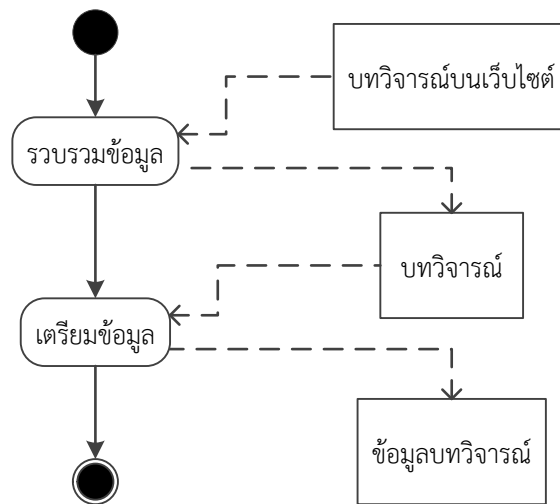 บทวิจารณ์บนเว็บไซต์
รวบรวมข้อมูล
บทวิจารณ์
เตรียมข้อมูล
ข้อมูลบทวิจารณ์